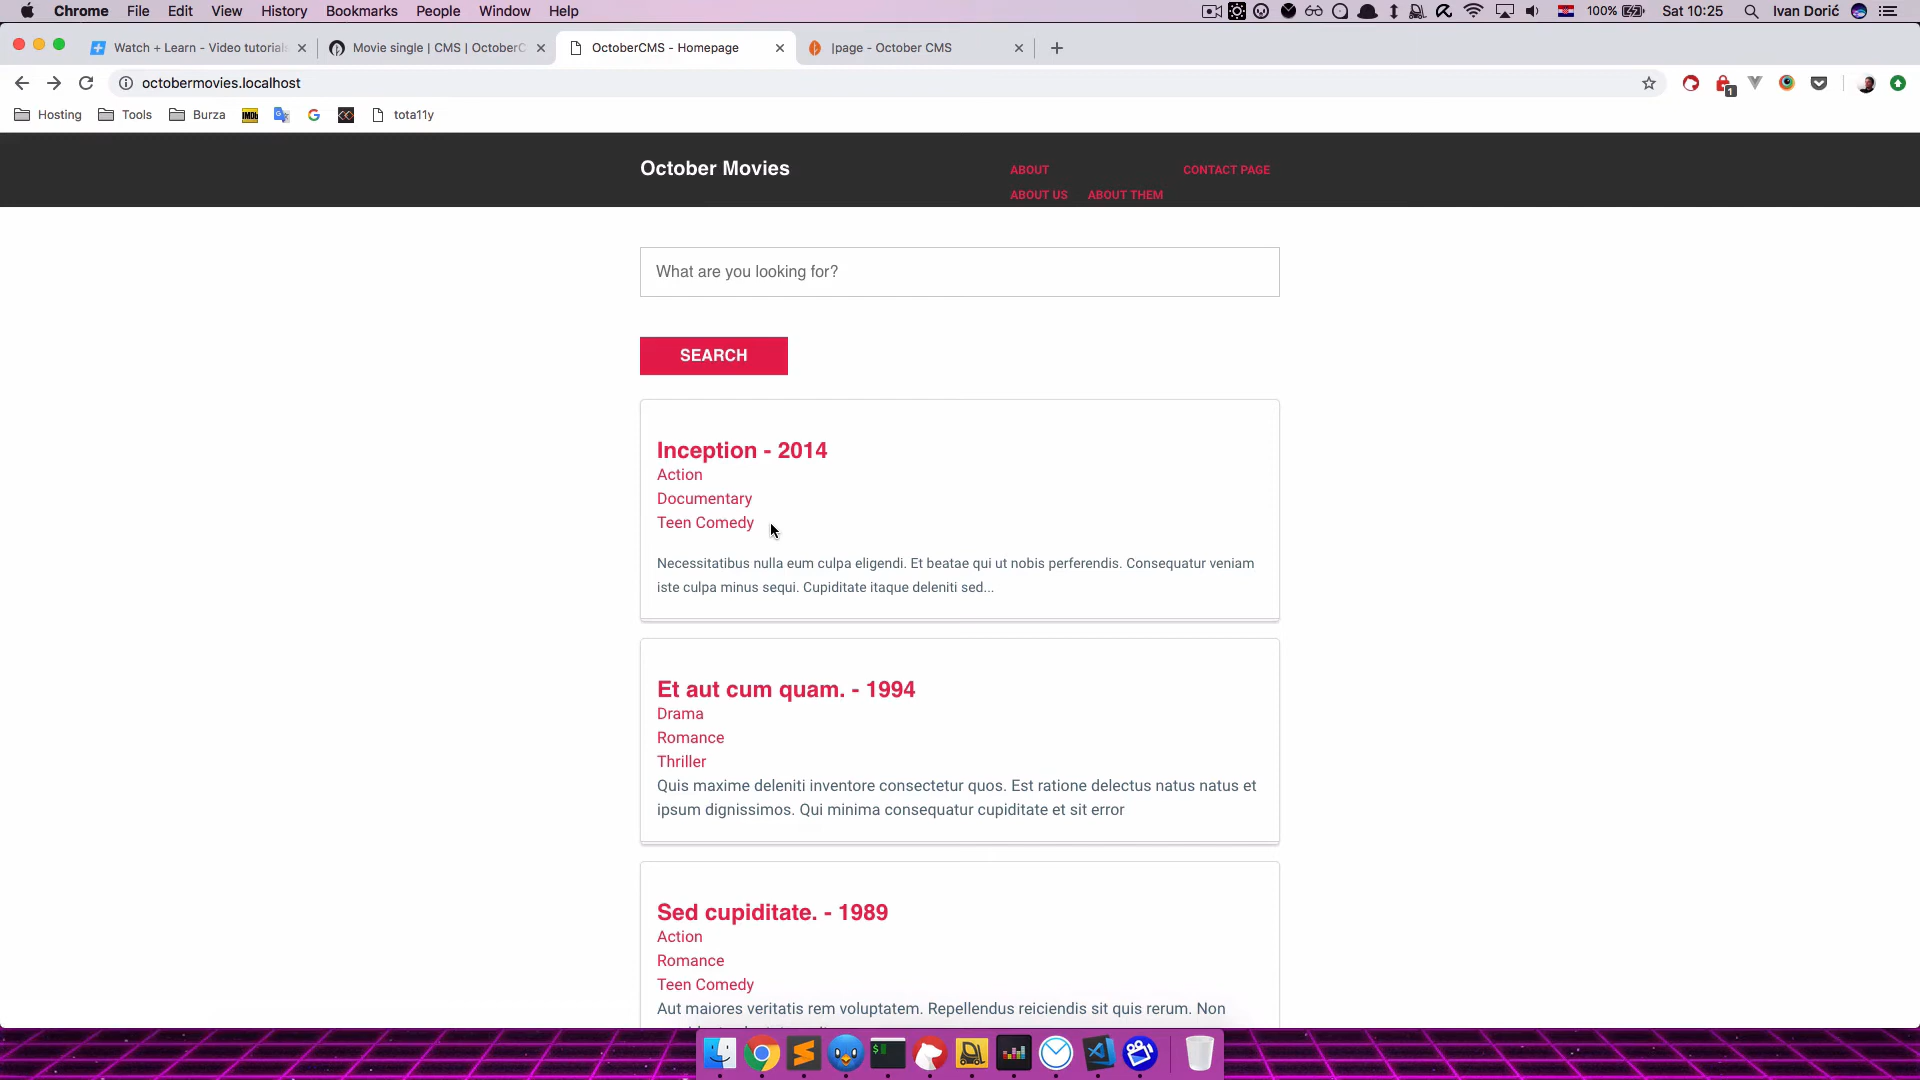 Chrome File Edit View History Bookmarks People Window Help 100% Sat 10:25 Ivan Dorić
Watch + Learn - Video tutorials Movie single | CMS | OctoberC OctoberCMS - Homepage |page - October CMS
octobermovies.localhost 1
Hosting Tools Burza IMDb G tota11y
October Movies ABOUT CONTACT PAGE
ABOUT US ABOUT THEM
What are you looking for?
SEARCH
Inception - 2014
Action
Documentary
Teen Comedy
Necessitatibus nulla eum culpa eligendi. Et beatae qui ut nobis perferendis. Consequatur veniam
iste culpa minus sequi. Cupiditate itaque deleniti sed...
Et aut cum quam. - 1994
Drama
Romance
Thriller
Quis maxime deleniti inventore consectetur quos. Est ratione delectus natus natus et
ipsum dignissimos. Qui minima consequatur cupiditate et sit error
Sed cupiditate. - 1989
Action
Romance
Teen Comedy
Aut maiores veritatis rem voluptatem. Repellendus reiciendis sit quis rerum. Non